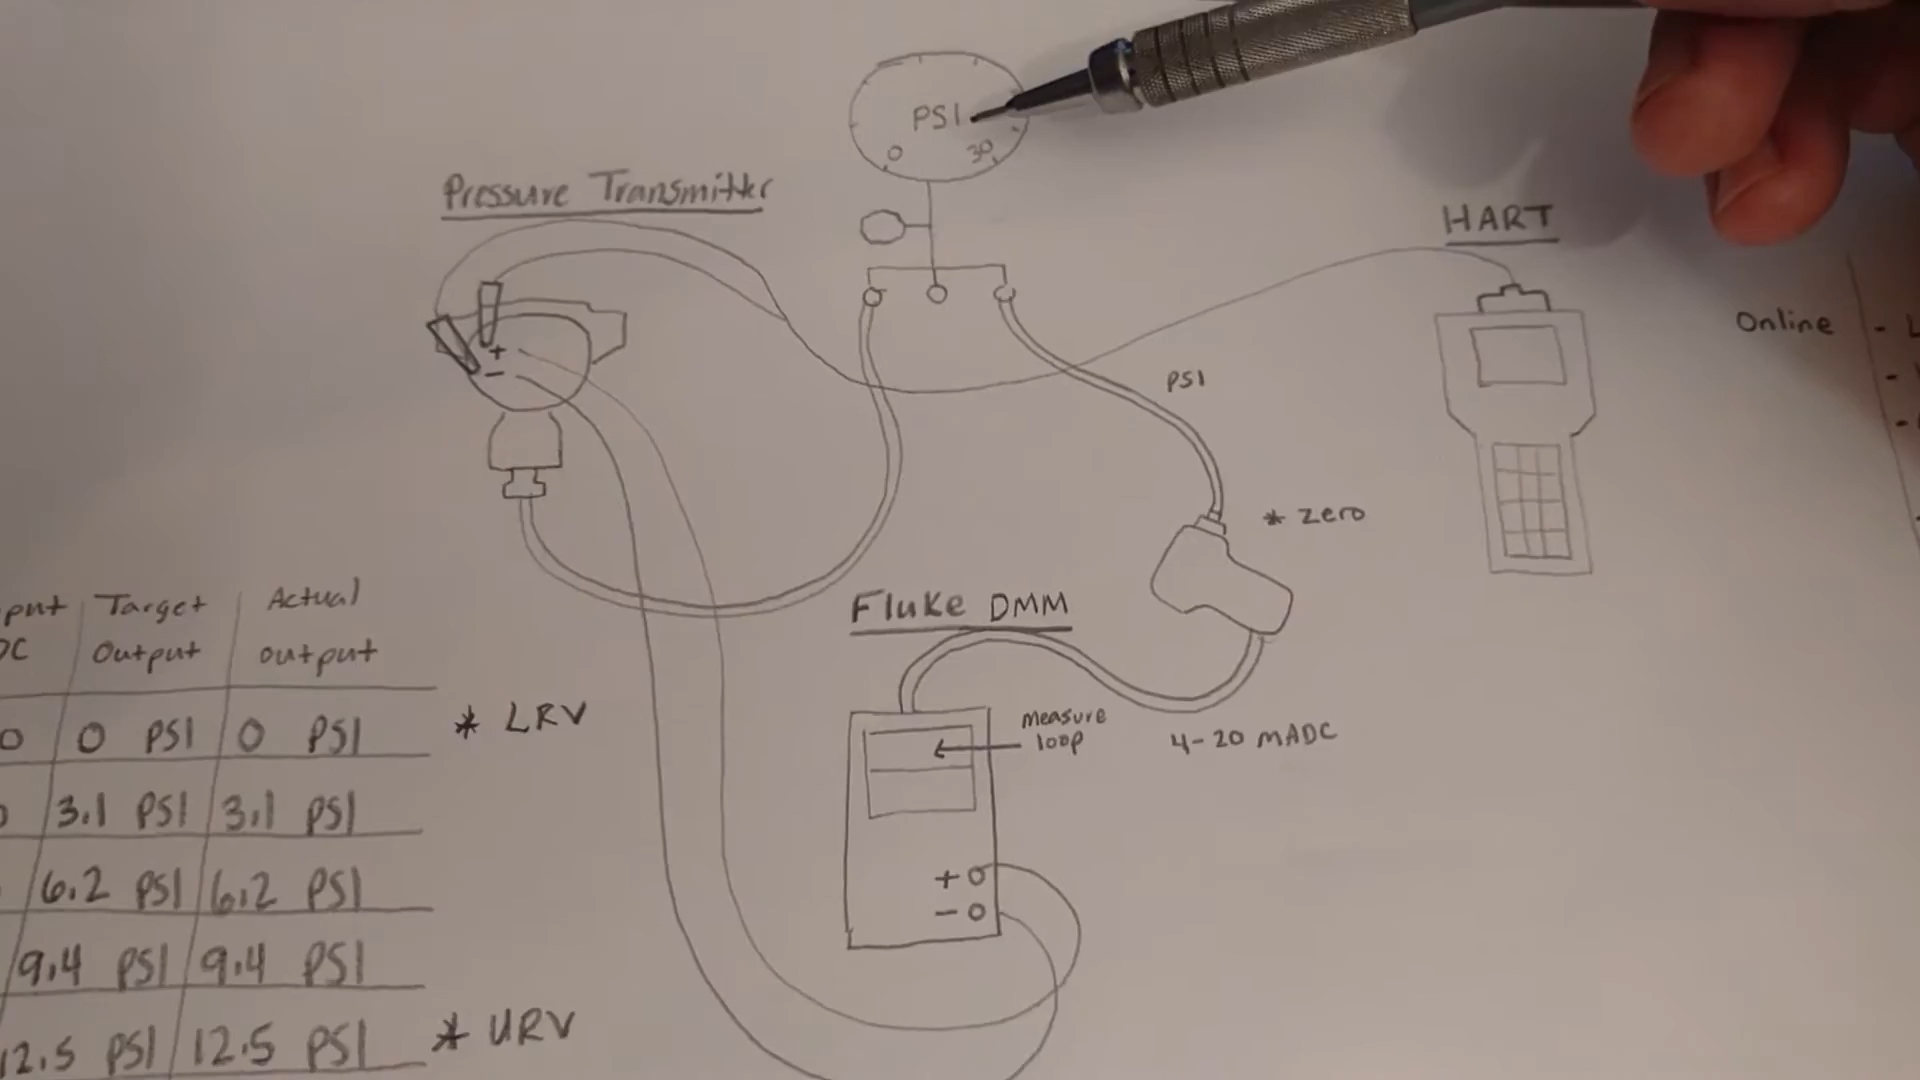 PSI
0 30
Pressure Transmitter
HART
Online - L
-
-
+
-
PSI
* Zero
Fluke DMM
measure
loop
4-20 MADC
+
-
Target Actual
Output output
0 PSI 0 PSI * LRV
3.1 PSI 3.1 PSI
6.2 PSI 6.2 PSI
9.4 PSI 9.4 PSI
12.5 PSI 12.5 PSI * URV